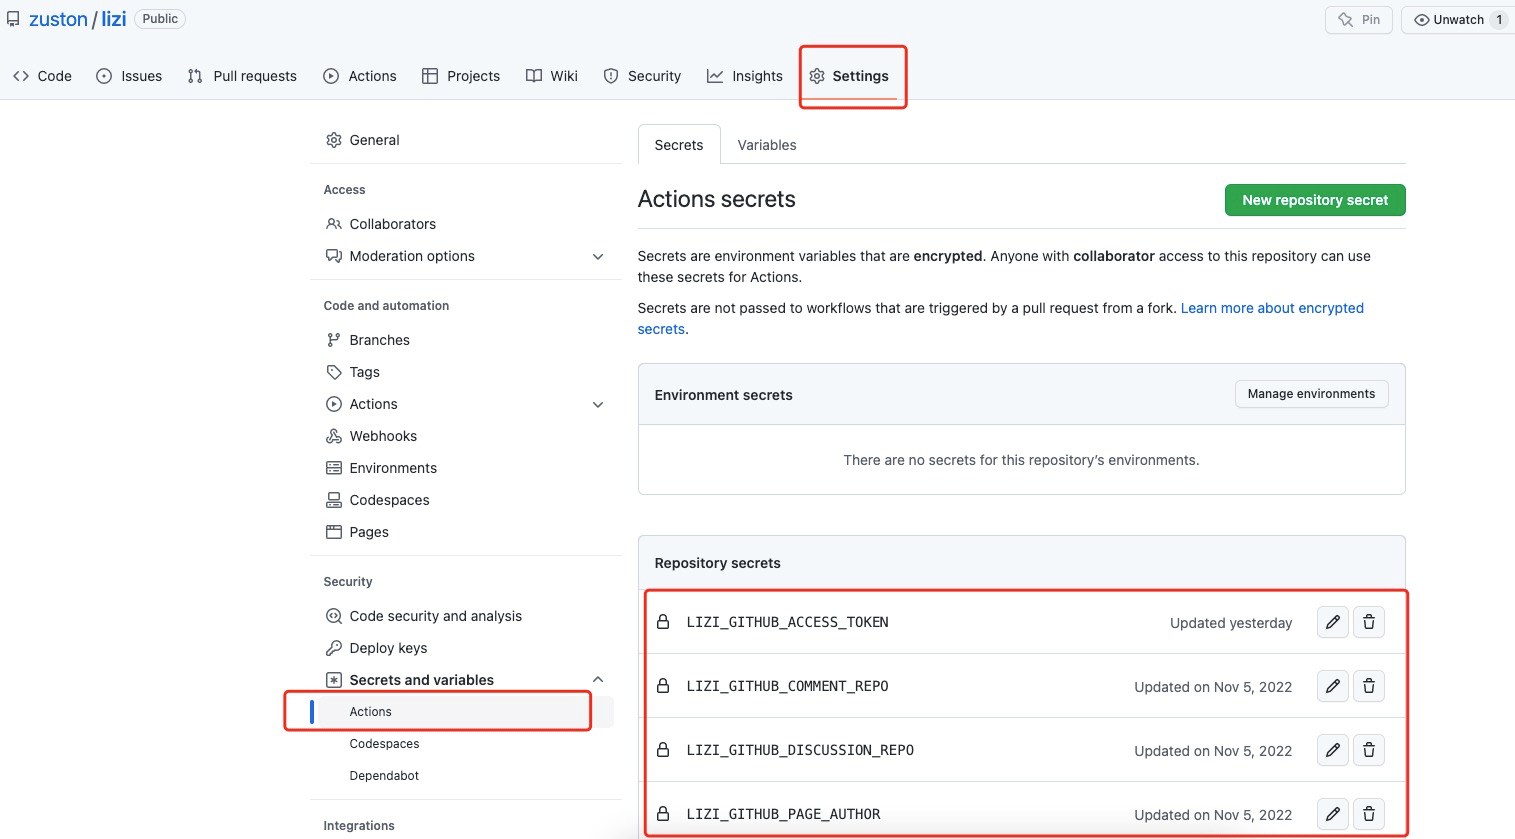 zuston / lizi Public
Pin
Unwatch 1
Code
Issues
Pull requests
Actions
Projects
Wiki
Security
Insights
Settings
General
Access
Collaborators
Moderation options
Code and automation
Branches
Tags
Actions
Webhooks
Environments
Codespaces
Pages
Security
Code security and analysis
Deploy keys
Secrets and variables
Actions
Codespaces
Dependabot
Integrations
Secrets
Variables
Actions secrets
New repository secret
Secrets are environment variables that are encrypted. Anyone with collaborator access to this repository can use
these secrets for Actions.
Secrets are not passed to workflows that are triggered by a pull request from a fork. Learn more about encrypted
secrets.
Environment secrets
Manage environments
There are no secrets for this repository’s environments.
Repository secrets
LIZI_GITHUB_ACCESS_TOKEN Updated yesterday
LIZI_GITHUB_COMMENT_REPO Updated on Nov 5, 2022
LIZI_GITHUB_DISCUSSION_REPO Updated on Nov 5, 2022
LIZI_GITHUB_PAGE_AUTHOR Updated on Nov 5, 2022